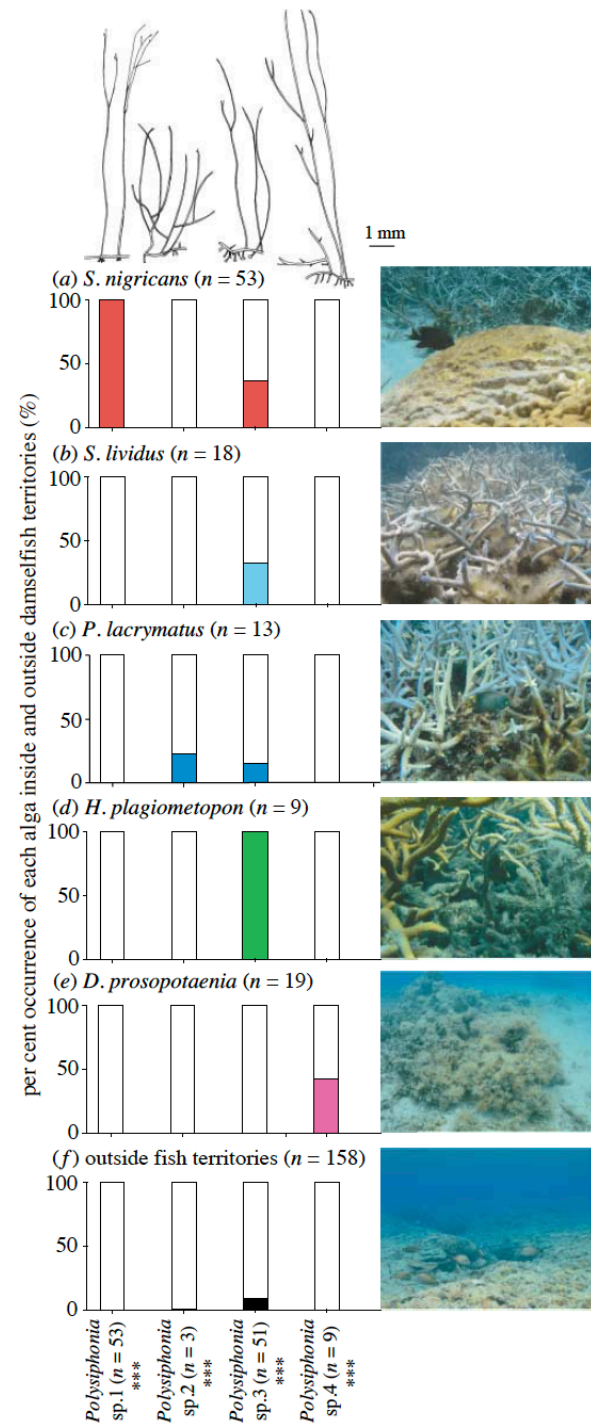 1 mm
(a) S. nigricans (n = 53)
100
50
0
(b) S. lividus (n = 18)
100
50
0
(c) P. lacrymatus (n = 13)
100
50
0
(d) H. plagiometopon (n = 9)
100
50
0
(e) D. prosopotaenia (n = 19)
100
50
0
(f) outside fish territories (n = 158)
100
50
0
per cent occurrence of each alga inside and outside damselfish territories (%)
Polysiphonia
sp.1 (n = 53)
***
Polysiphonia
sp.2 (n = 3)
***
Polysiphonia
sp.3 (n = 51)
***
Polysiphonia
sp.4 (n = 9)
***